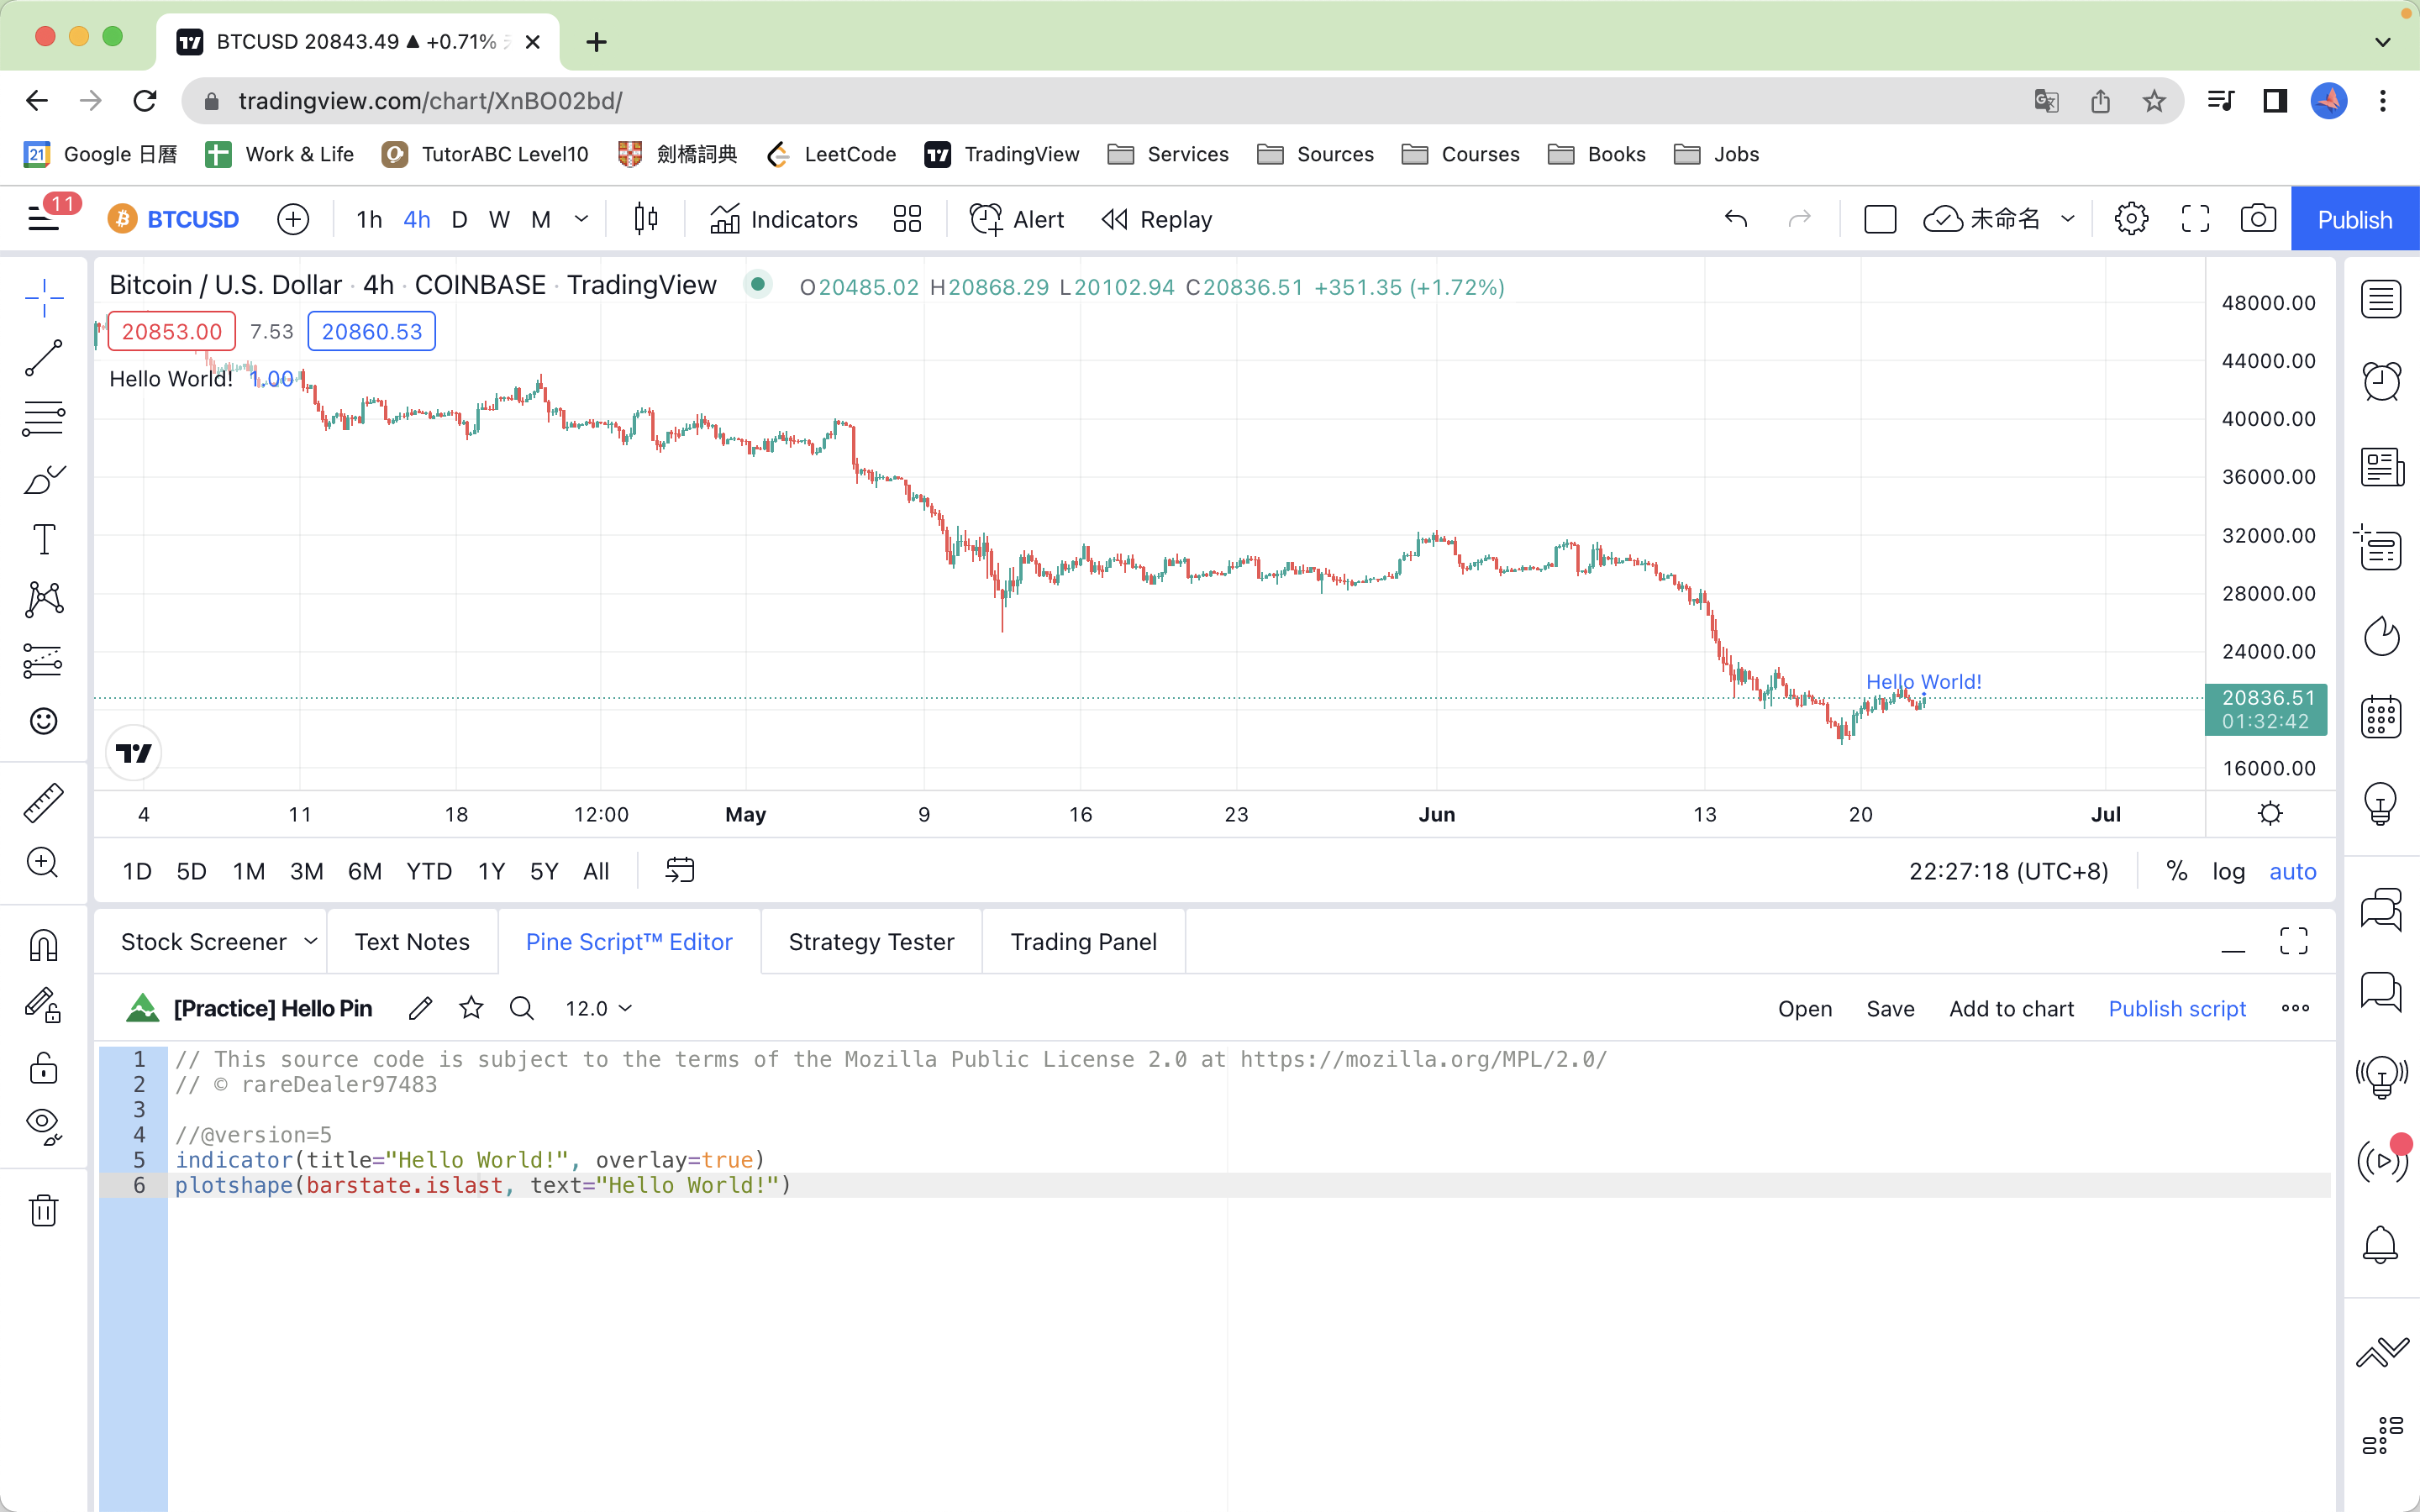 BTCUSD 20843.49 ▲ +0.71%
tradingview.com/chart/XnBO02bd/
21 Google 日曆 Work & Life TutorABC Level10 劍橋詞典 LeetCode TradingView Services Sources Courses Books Jobs
11 BTCUSD 1h 4h D W M Indicators Alert Replay 未命名 Publish
Bitcoin / U.S. Dollar · 4h · COINBASE · TradingView O20485.02 H20868.29 L20102.94 C20836.51 +351.35 (+1.72%)
20853.00 7.53 20860.53
Hello World! 1.00
48000.00
44000.00
40000.00
36000.00
32000.00
28000.00
24000.00
Hello World!
20836.51
01:32:42
16000.00
4 11 18 12:00 May 9 16 23 Jun 13 20 Jul
1D 5D 1M 3M 6M YTD 1Y 5Y All 22:27:18 (UTC+8) % log auto
Stock Screener Text Notes Pine Script™ Editor Strategy Tester Trading Panel
[Practice] Hello Pin 12.0 Open Save Add to chart Publish script
1 // This source code is subject to the terms of the Mozilla Public License 2.0 at https://mozilla.org/MPL/2.0/
2 // © rareDealer97483
3
4 //@version=5
5 indicator(title="Hello World!", overlay=true)
6 plotshape(barstate.islast, text="Hello World!")